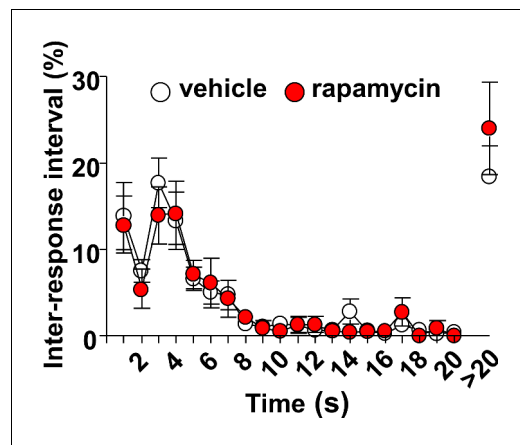 Inter-response interval (%)
30
20
10
0
vehicle rapamycin
2 4 6 8 10 12 14 16 18 20 >20
Time (s)